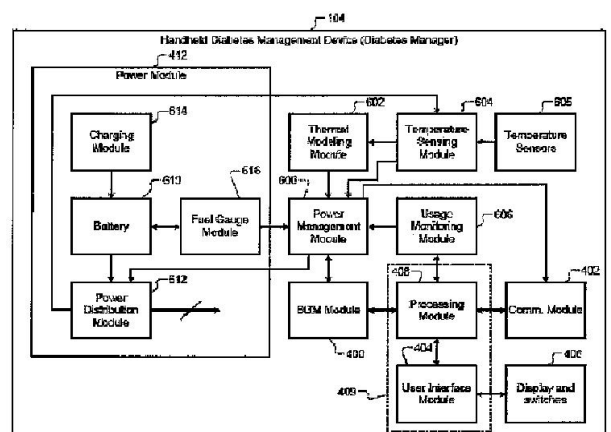 104
Handheld Diabetes Management Device (Diabetes Manager)
412
Power Module
614
Charging
Module
602
Thermal
Modeling
Module
604
Temperature
Sensing
Module
605
Temperature
Sensors
613
Battery
616
Fuel Gauge
Module
600
Power
Management
Module
606
Usage
Monitoring
Module
612
Power
Distribution
Module
BGM Module
400
408
Processing
Module
402
Comm. Module
404
User Interface
Module
406
Display and
switches
409